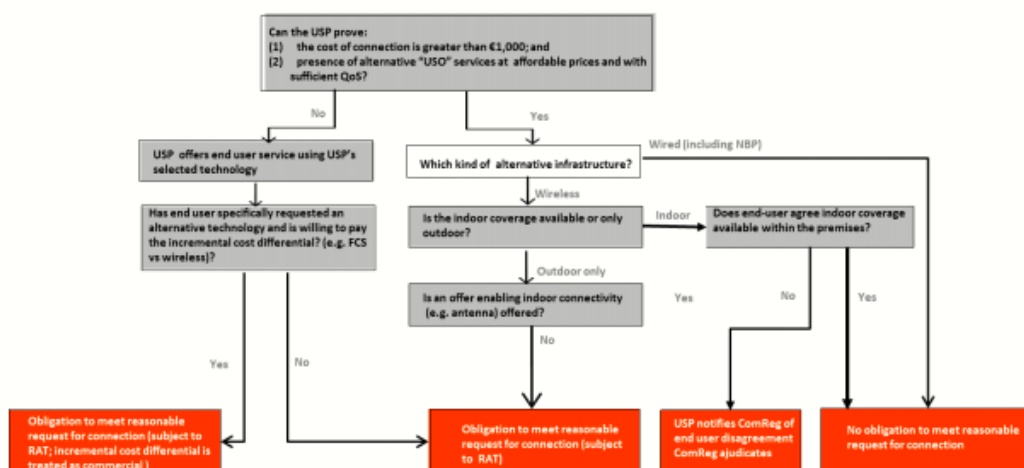 Can the USP prove:
(1) the cost of connection is greater than €1,000; and
(2) presence of alternative "USO" services at affordable prices and with
sufficient QoS?
No
Yes
USP offers end user service using USP's
selected technology
Which kind of alternative infrastructure?
Wired (including NBP)
Wireless
Has end user specifically requested an
alternative technology and is willing to pay
the incremental cost differential? (e.g. FCS
vs wireless)?
Is the indoor coverage available or only
outdoor?
Indoor
Does end-user agree indoor coverage
available within the premises?
Outdoor only
Is an offer enabling indoor connectivity
(e.g. antenna) offered?
Yes
No
Yes
No
Yes
No
Obligation to meet reasonable
request for connection (subject to
RAT; incremental cost differential is
treated as commercial )
Obligation to meet reasonable
request for connection (subject
to RAT)
USP notifies ComReg of
end user disagreement
ComReg ajudicates
No obligation to meet reasonable
request for connection